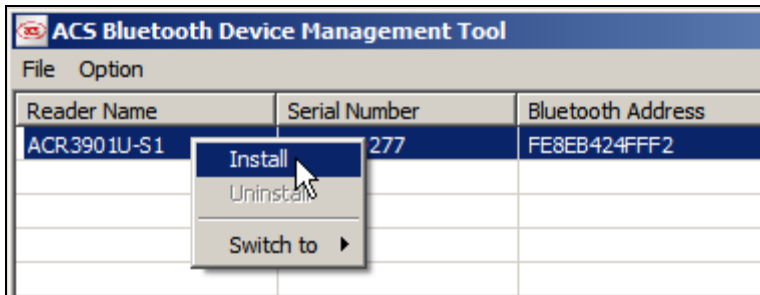 ACS Bluetooth Device Management Tool
File Option
Reader Name Serial Number Bluetooth Address
ACR3901U-S1 277 FE8EB424FFF2
Install
Uninstall
Switch to